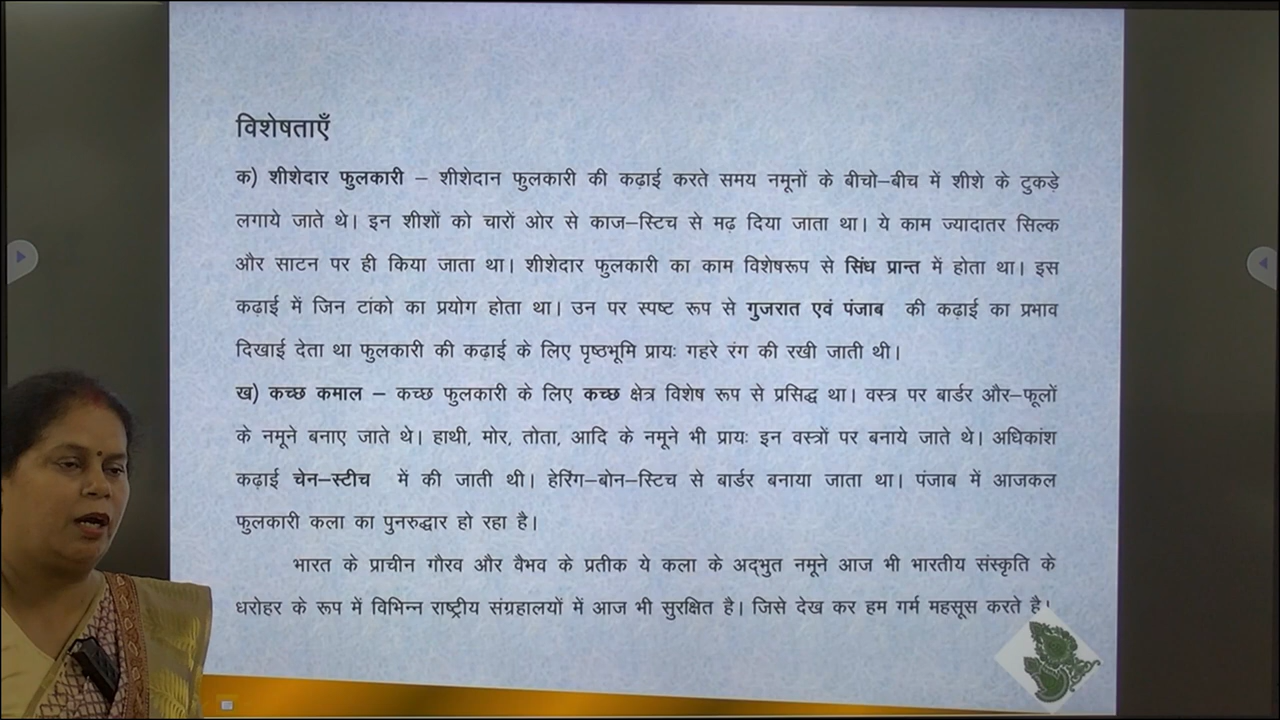 विशेषताएँ
क) शीशेदार फुलकारी – शीशेदान फुलकारी की कढ़ाई करते समय नमूनों के बीचो–बीच में शीशे के टुकड़े
लगाये जाते थे। इन शीशों को चारों ओर से काज–स्टिच से मढ़ दिया जाता था। ये काम ज्यादातर सिल्क
और साटन पर ही किया जाता था। शीशेदार फुलकारी का काम विशेषरूप से सिंध प्रान्त में होता था। इस
कढ़ाई में जिन टांको का प्रयोग होता था। उन पर स्पष्ट रूप से गुजरात एवं पंजाब की कढ़ाई का प्रभाव
दिखाई देता था फुलकारी की कढ़ाई के लिए पृष्ठभूमि प्रायः गहरे रंग की रखी जाती थी।
ख) कच्छ कमाल – कच्छ फुलकारी के लिए कच्छ क्षेत्र विशेष रूप से प्रसिद्ध था। वस्त्र पर बार्डर और–फूलों
के नमूने बनाए जाते थे। हाथी, मोर, तोता, आदि के नमूने भी प्रायः इन वस्त्रों पर बनाये जाते थे। अधिकांश
कढ़ाई चेन–स्टीच में की जाती थी। हेरिंग–बोन–स्टिच से बार्डर बनाया जाता था। पंजाब में आजकल
फुलकारी कला का पुनरुद्धार हो रहा है।
भारत के प्राचीन गौरव और वैभव के प्रतीक ये कला के अद्भुत नमूने आज भी भारतीय संस्कृति के
धरोहर के रूप में विभिन्न राष्ट्रीय संग्रहालयों में आज भी सुरक्षित है। जिसे देख कर हम गर्म महसूस करते है।